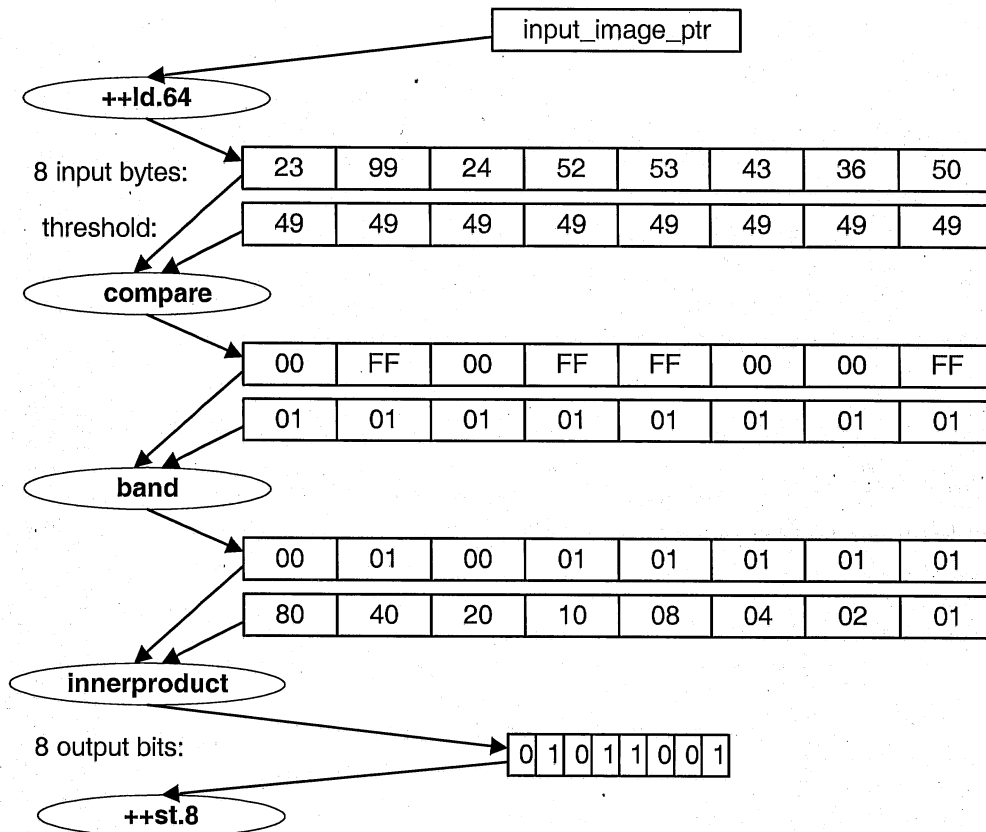 input_image_ptr
++ld.64
8 input bytes: 23 99 24 52 53 43 36 50
threshold: 49 49 49 49 49 49 49 49
compare
00 FF 00 FF FF 00 00 FF
01 01 01 01 01 01 01 01
band
00 01 00 01 01 01 01 01
80 40 20 10 08 04 02 01
innerproduct
8 output bits: 0 1 0 1 1 0 0 1
++st.8